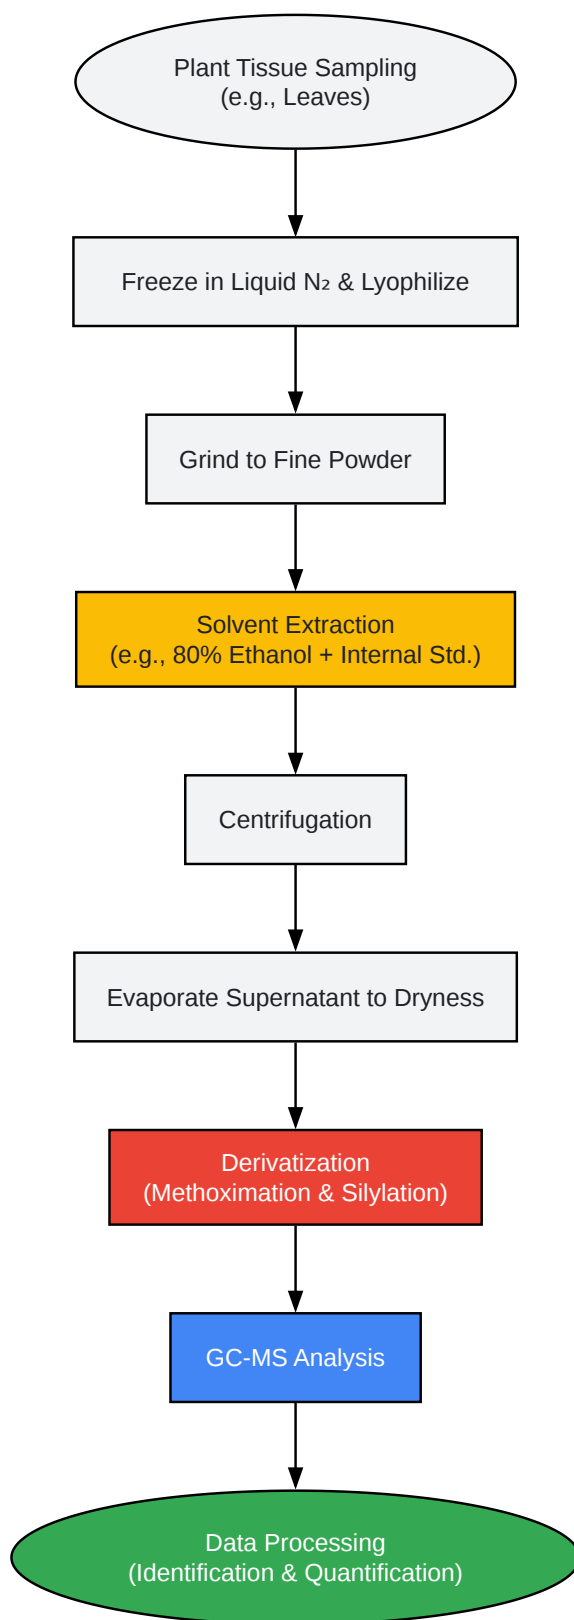 Plant Tissue Sampling
(e.g., Leaves)
Freeze in Liquid N₂ & Lyophilize
Grind to Fine Powder
Solvent Extraction
(e.g., 80% Ethanol + Internal Std.)
Centrifugation
Evaporate Supernatant to Dryness
Derivatization
(Methoximation & Silylation)
GC-MS Analysis
Data Processing
(Identification & Quantification)